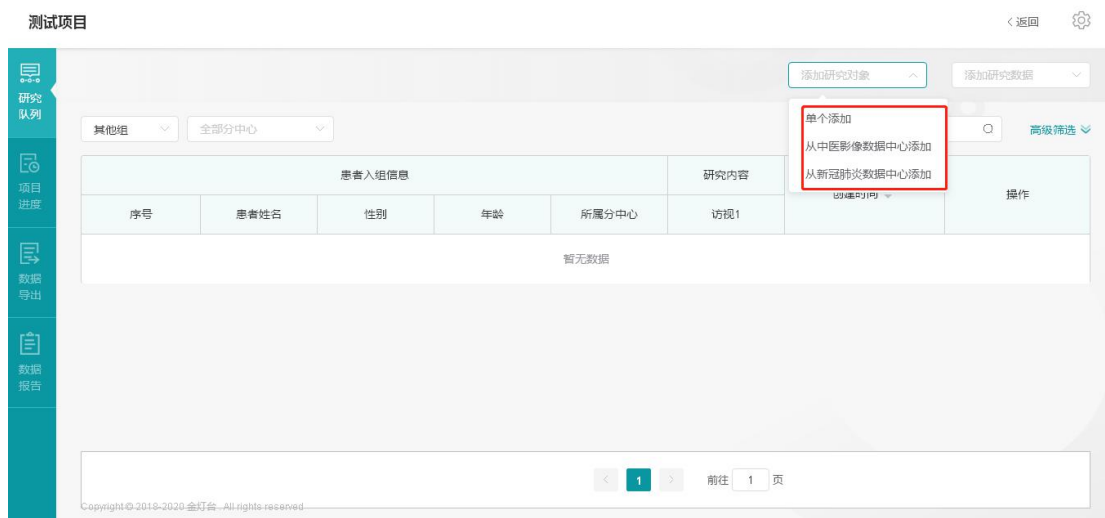 测试项目
返回
研究
队列
项目
进度
数据
导出
数据
报告
添加研究对象
添加研究数据
单个添加
从中医影像数据中心添加
从新冠肺炎数据中心添加
其他组
全部分中心
高级筛选
患者入组信息
研究内容
创建时间
操作
序号
患者姓名
性别
年龄
所属分中心
访视1
暂无数据
1
前往 1 页
Copyright © 2018-2020 金灯台 . All rights reserved